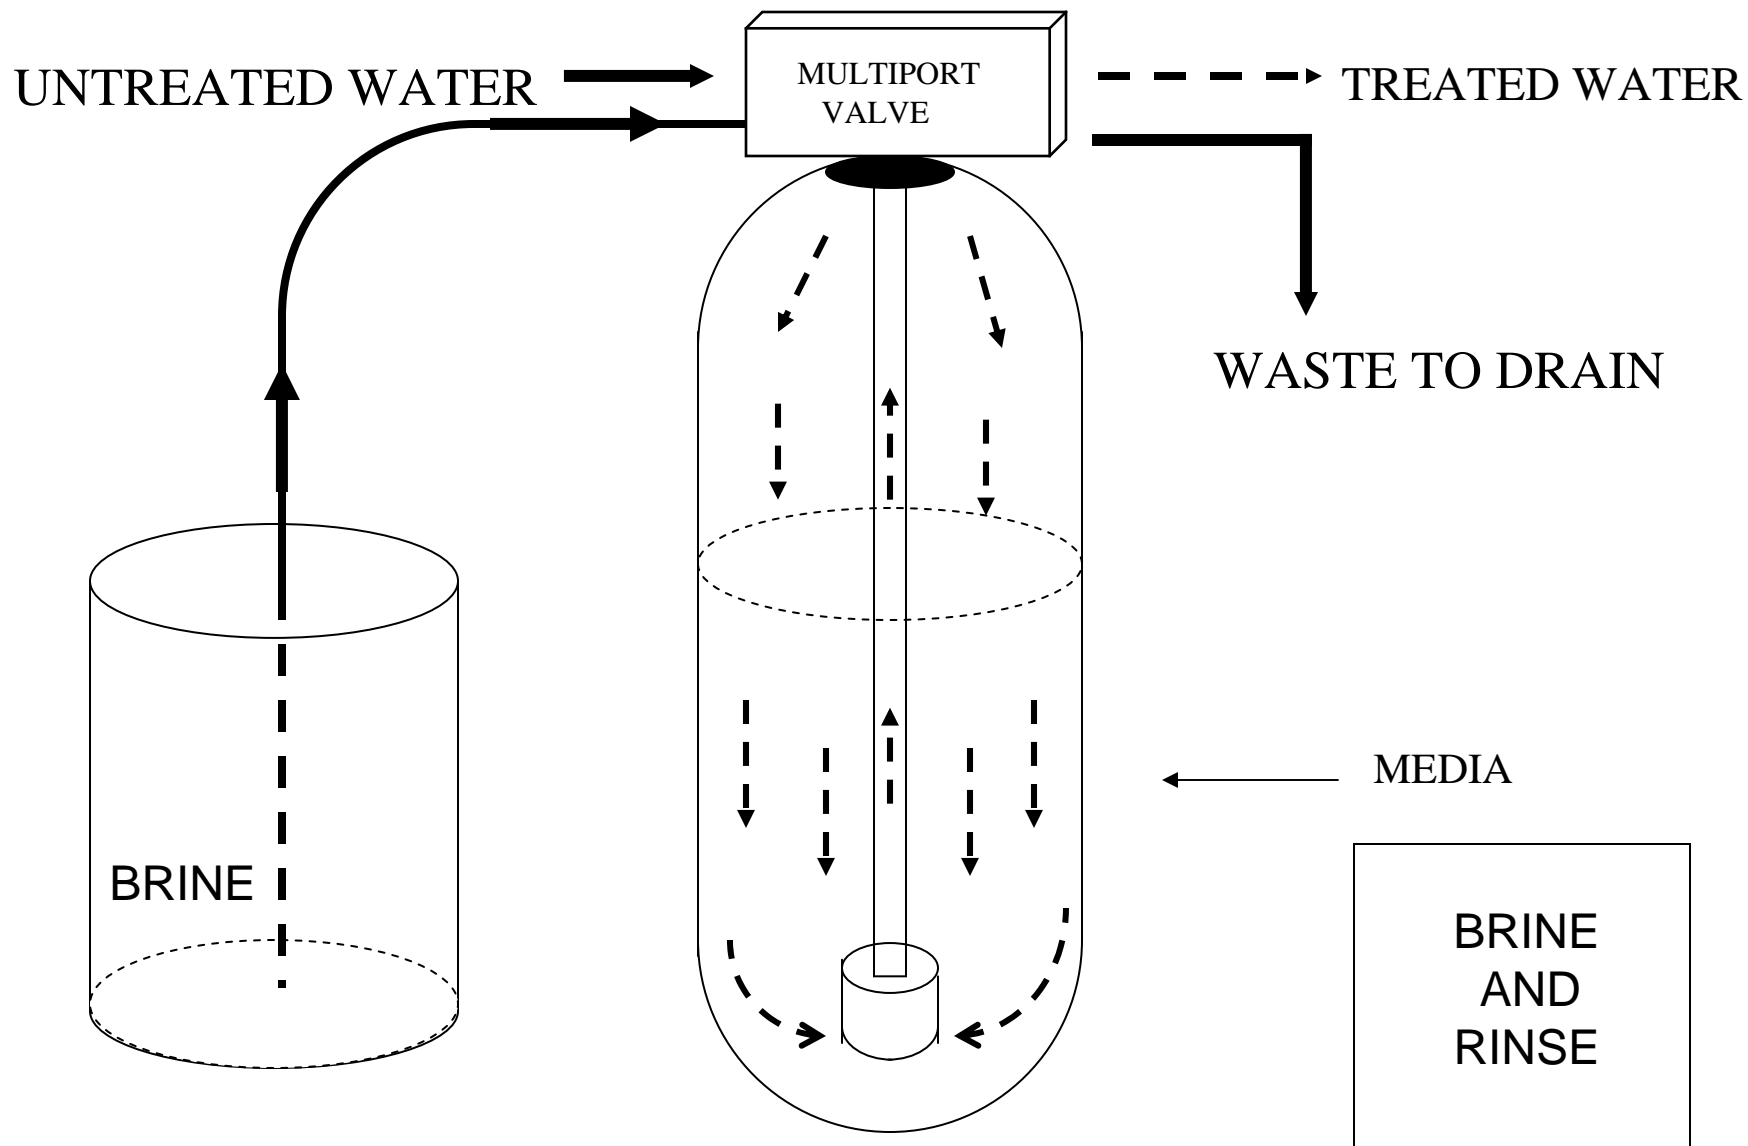 UNTREATED WATER
MULTIPORT
VALVE
TREATED WATER
WASTE TO DRAIN
MEDIA
BRINE
BRINE
AND
RINSE